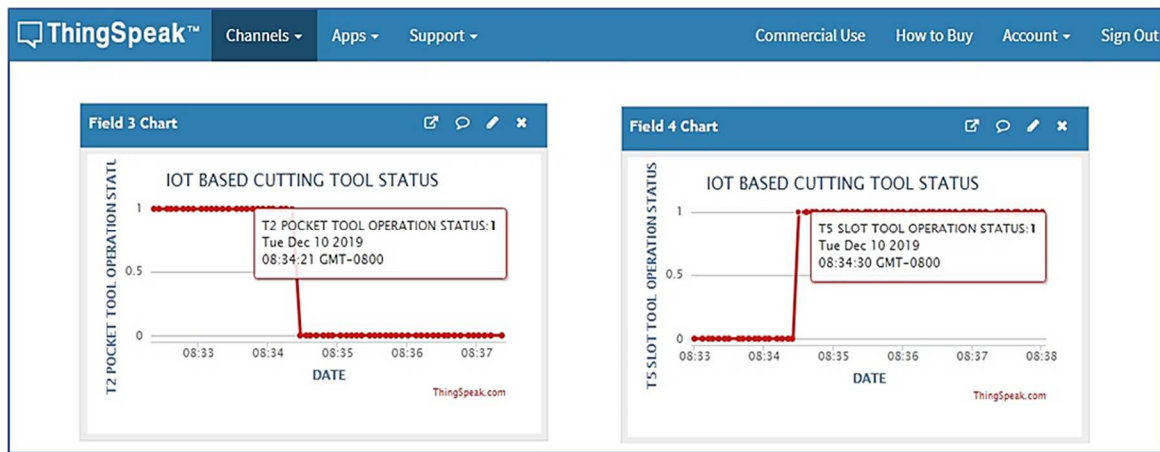 ThingSpeak™ Channels Apps Support Commercial Use How to Buy Account Sign Out
Field 3 Chart
IOT BASED CUTTING TOOL STATUS
T2 POCKET TOOL OPERATION STATU
1
0.5
0
T2 POCKET TOOL OPERATION STATUS:1
Tue Dec 10 2019
08:34:21 GMT-0800
08:33 08:34 08:35 08:36 08:37
DATE
ThingSpeak.com
Field 4 Chart
IOT BASED CUTTING TOOL STATUS
T5 SLOT TOOL OPERATION STATUS
1
0.5
0
T5 SLOT TOOL OPERATION STATUS:1
Tue Dec 10 2019
08:34:30 GMT-0800
08:33 08:34 08:35 08:36 08:37 08:38
DATE
ThingSpeak.com